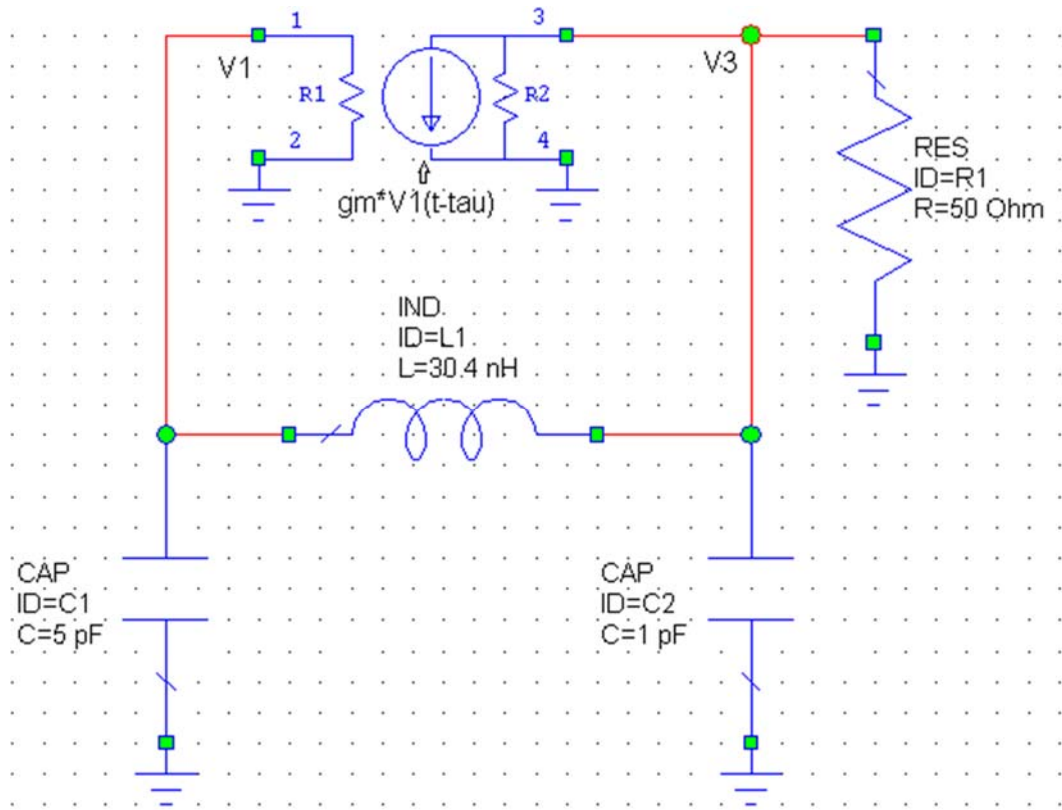 1
3
V1
V3
R1
R2
2
4
gm*V1(t-tau)
RES
ID=R1
R=50 Ohm
IND
ID=L1
L=30.4 nH
CAP
ID=C1
C=5 pF
CAP
ID=C2
C=1 pF